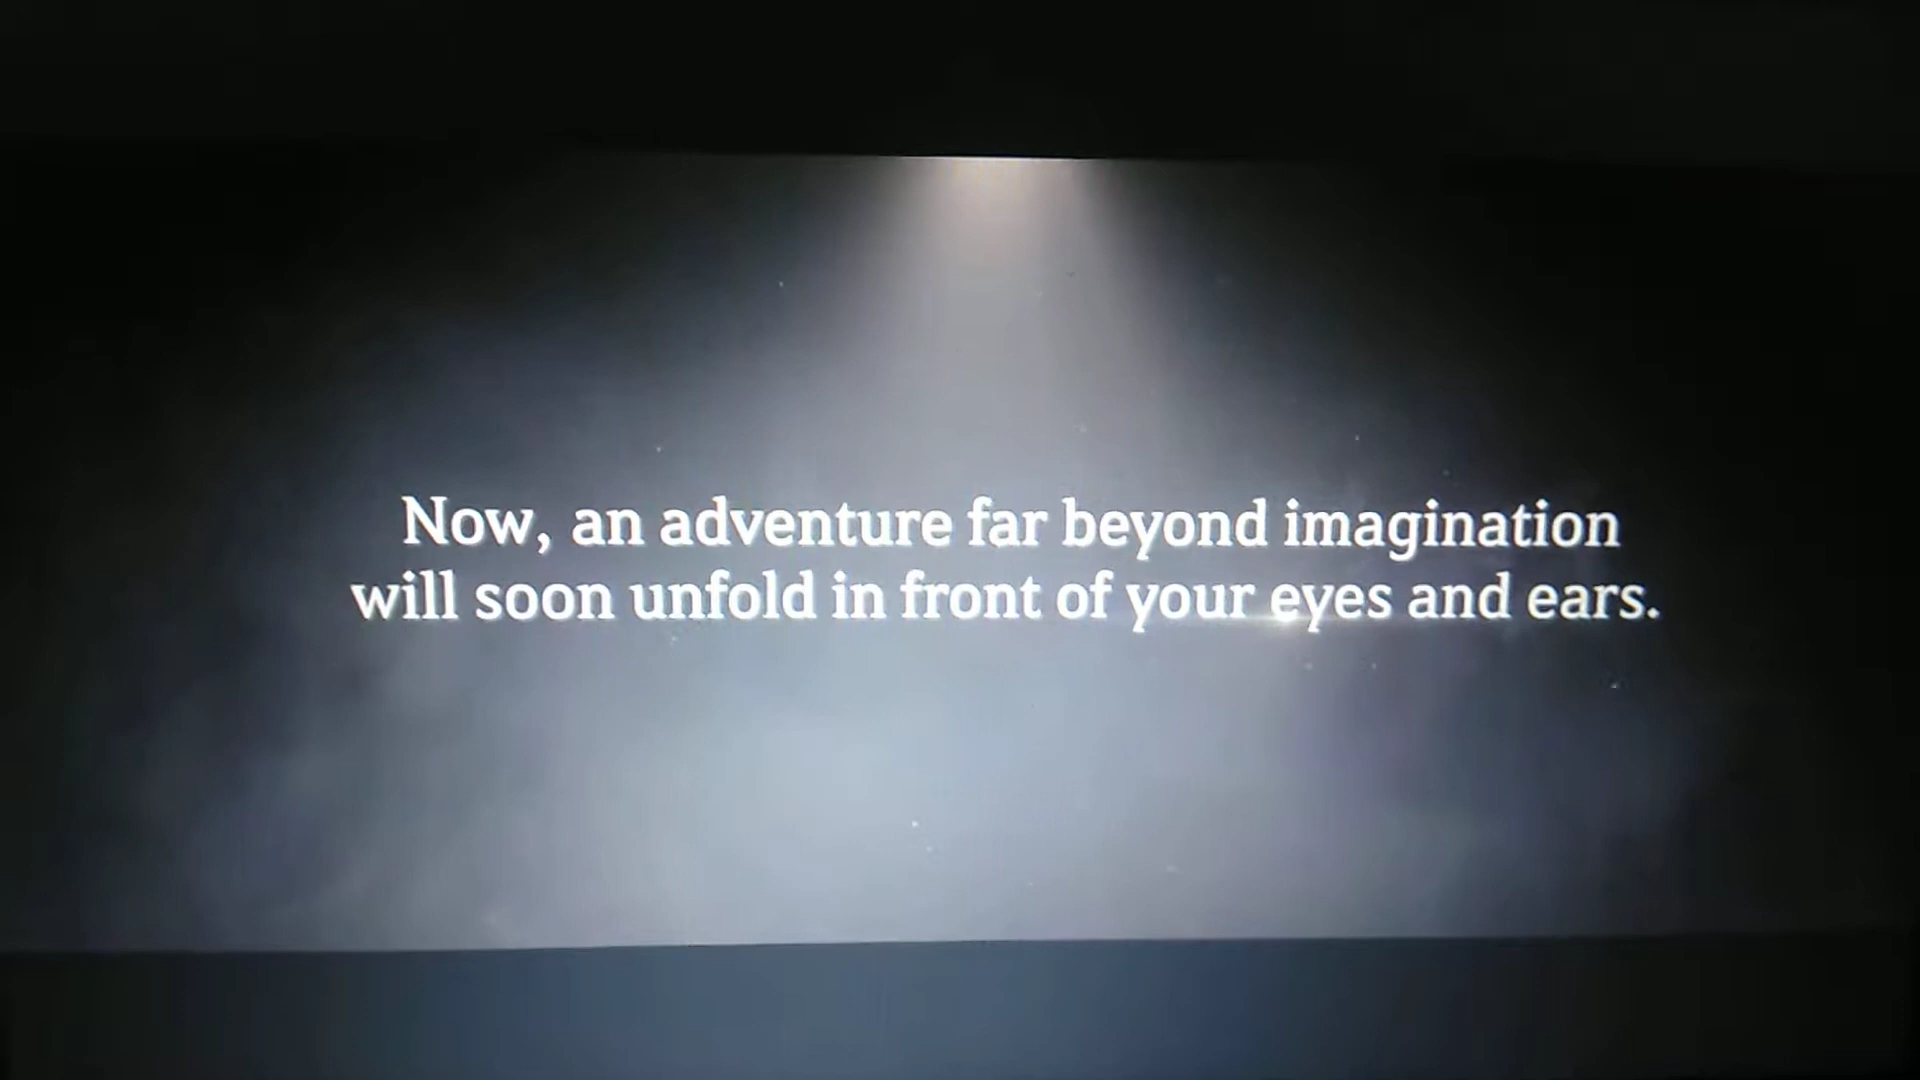 Now, an adventure far beyond imagination
will soon unfold in front of your eyes and ears.